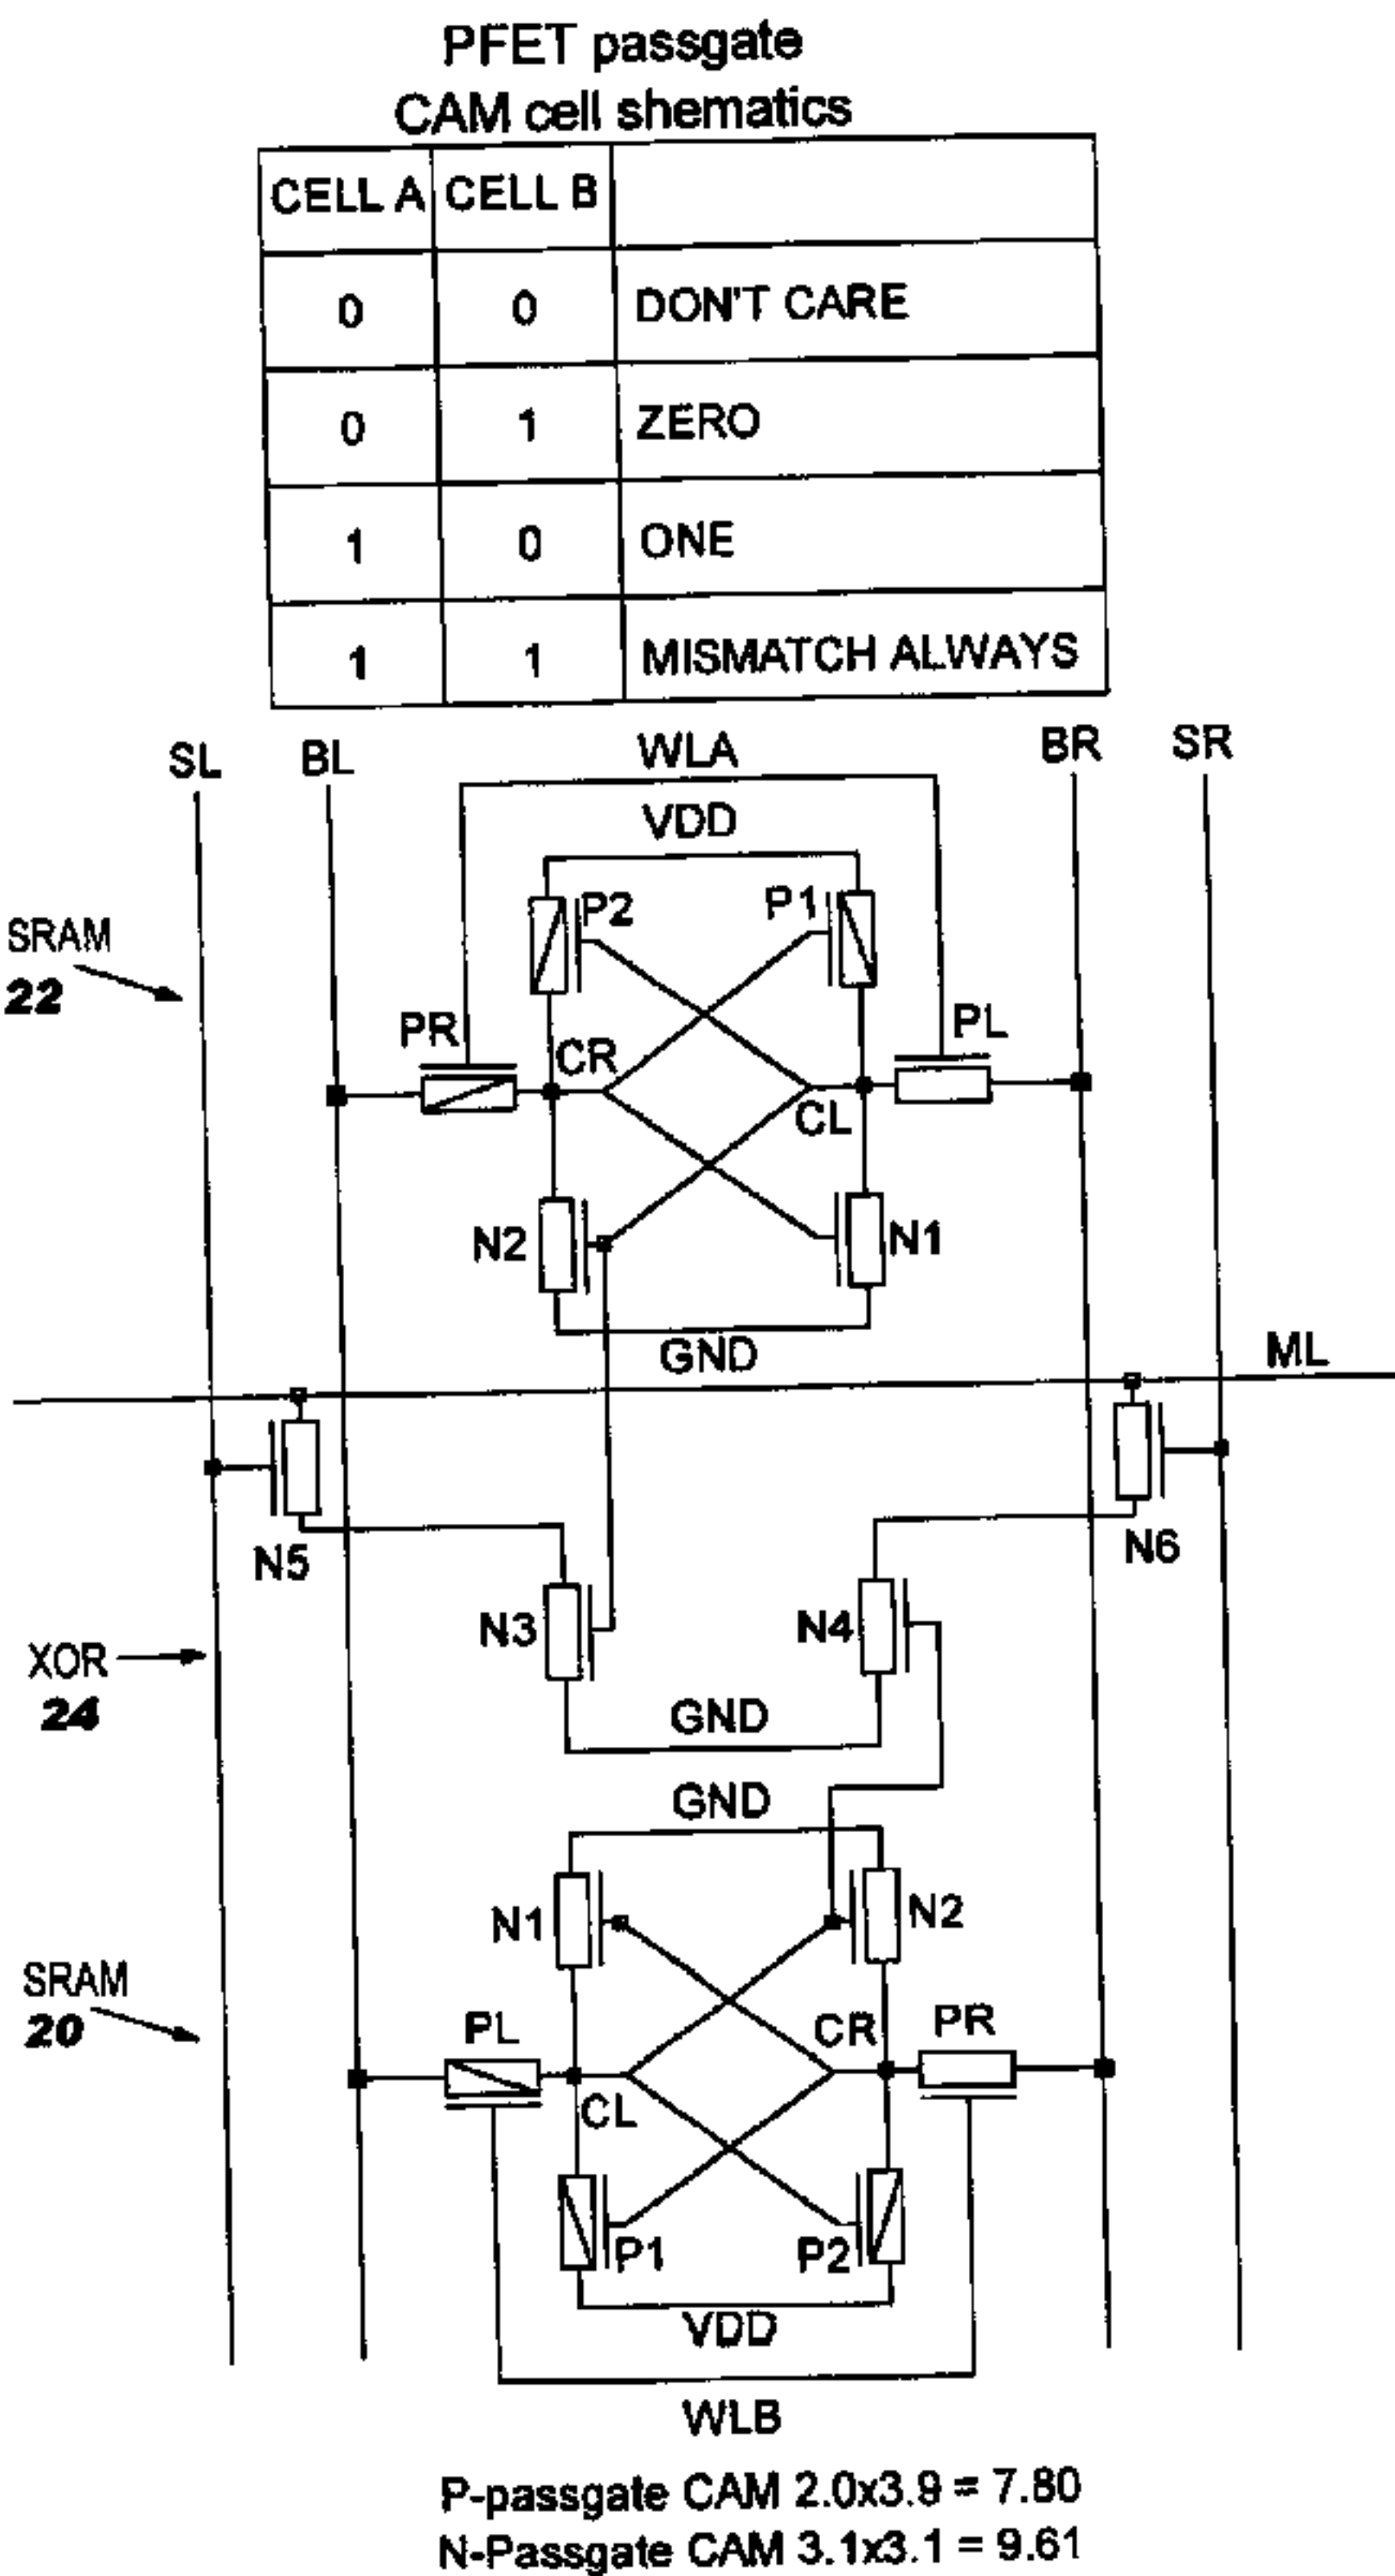 PFET passgate
CAM cell shematics
CELL A CELL B
0 0 DON'T CARE
0 1 ZERO
1 0 ONE
1 1 MISMATCH ALWAYS
SL BL WLA BR SR
VDD
P2 P1
SRAM
22
PR CR PL
CL
N2 N1
GND
ML
N5 N6
N3 N4
XOR
24
GND
GND
N1 N2
SRAM
20
PL CR PR
CL
P1 P2
VDD
WLB
P-passgate CAM 2.0x3.9 = 7.80
N-Passgate CAM 3.1x3.1 = 9.61